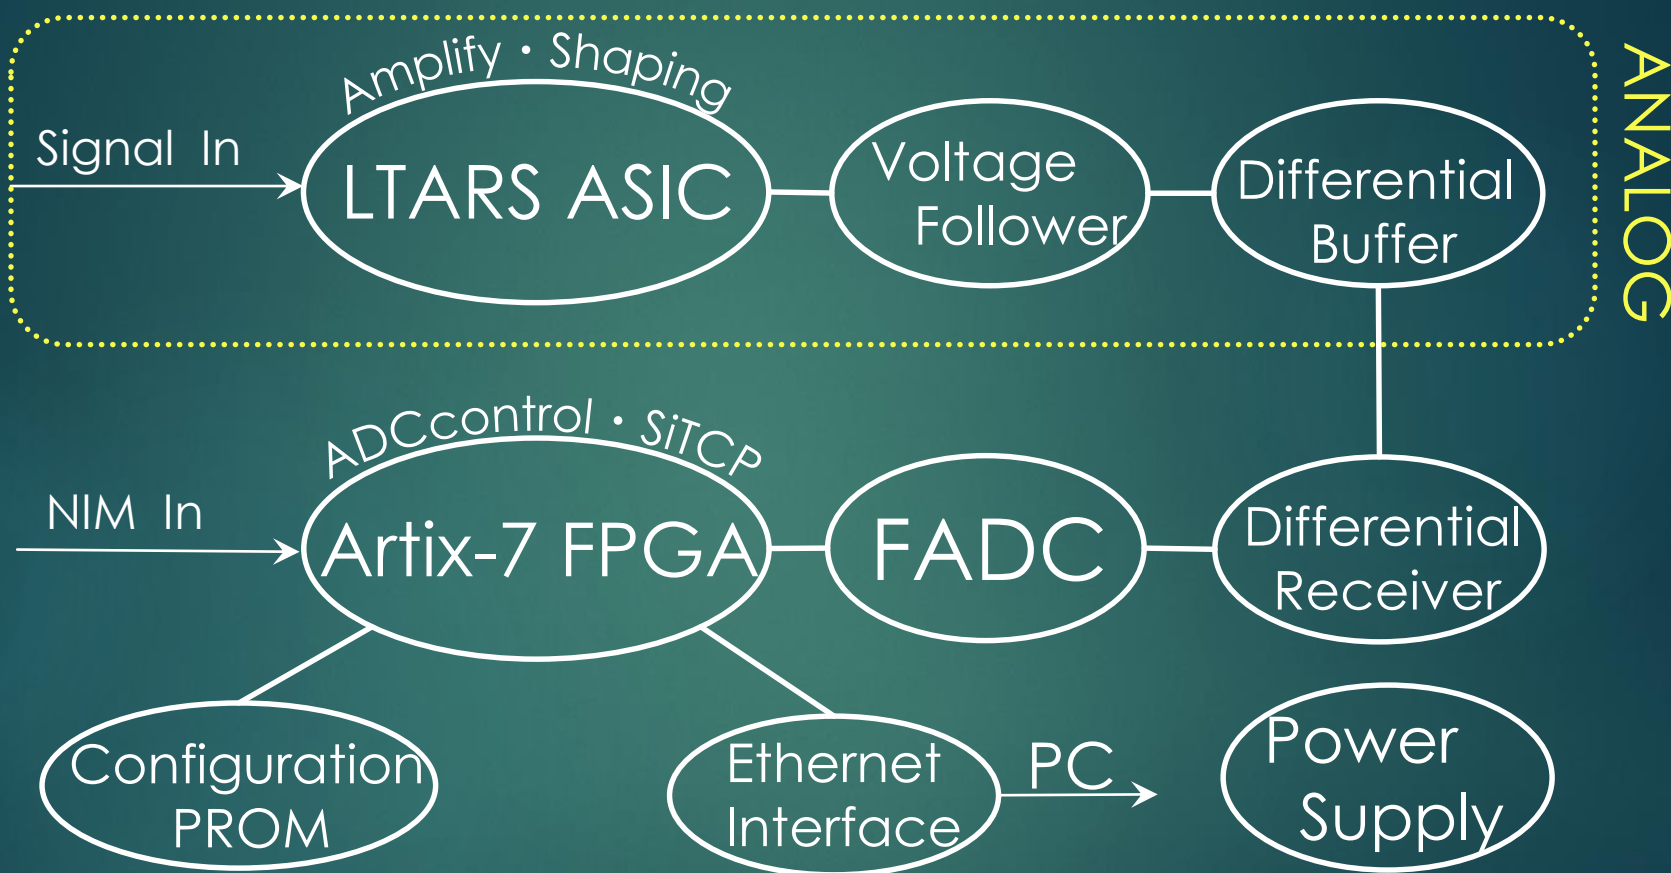 Amplify・Shaping
Signal In
LTARS ASIC
Voltage
Follower
Differential
Buffer
ANALOG
ADCcontrol・SiTCP
NIM In
Artix-7 FPGA
FADC
Differential
Receiver
Configuration
PROM
Ethernet
Interface
PC
Power
Supply